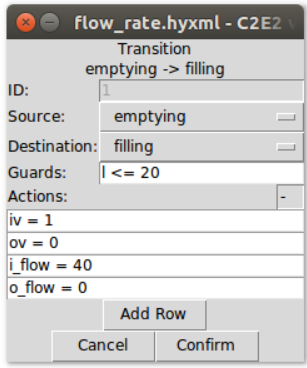 flow_rate.hyxml - C2E2 v
Transition
emptying -> filling
ID: 1
Source: emptying
Destination: filling
Guards: l <= 20
Actions: -
iv = 1
ov = 0
i_flow = 40
o_flow = 0
Add Row
Cancel Confirm